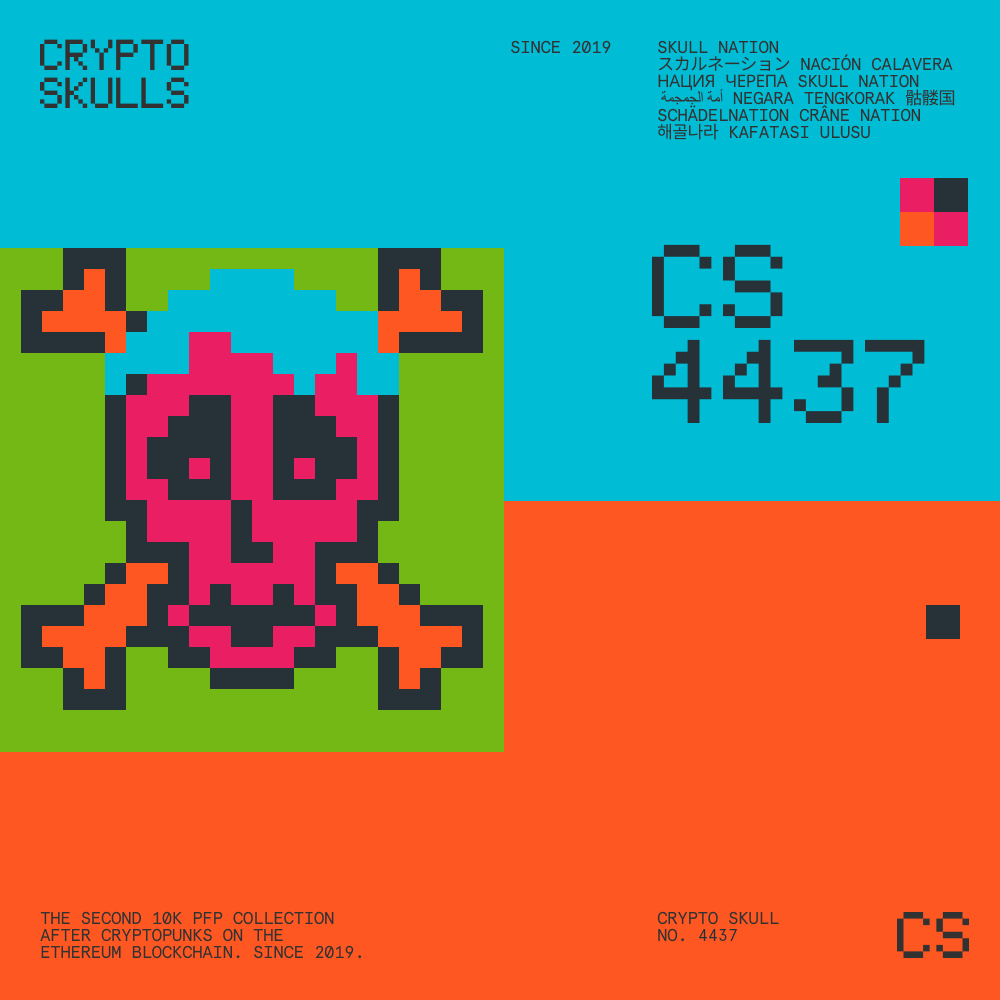 CRYPTO
SKULLS
SINCE 2019
SKULL NATION
スカルネーション NACIÓN CALAVERA
НАЦИЯ ЧЕРЕПА SKULL NATION
أمة الجمجمة NEGARA TENGKORAK 骷髅国
SCHÄDELNATION CRÂNE NATION
해골나라 KAFATASI ULUSU
CS
4437
THE SECOND 10K PFP COLLECTION
AFTER CRYPTOPUNKS ON THE
ETHEREUM BLOCKCHAIN. SINCE 2019.
CRYPTO SKULL
NO. 4437
CS